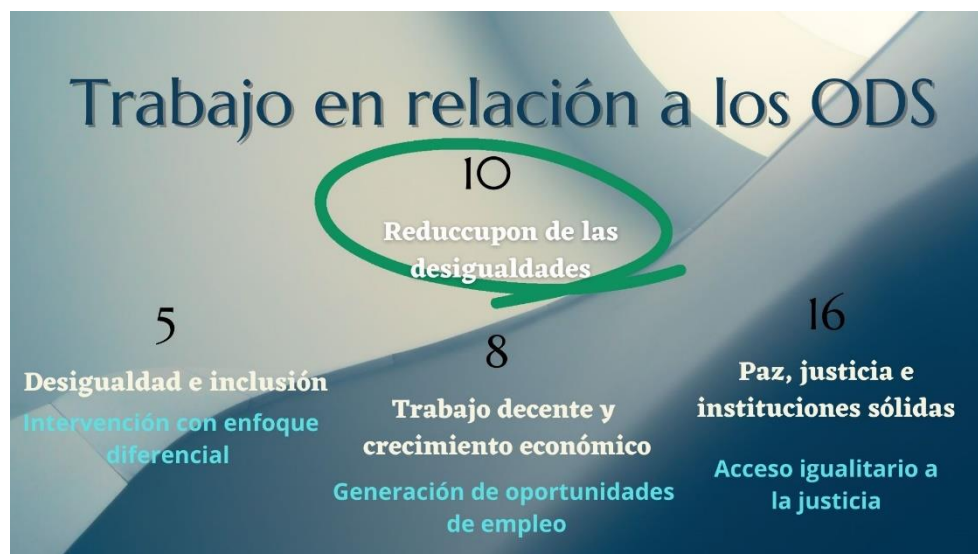 Trabajo en relación a los ODS
10
Reduccupon de las
desigualdades
5
Desigualdad e inclusión
Intervención con enfoque
diferencial
8
Trabajo decente y
crecimiento económico
Generación de oportunidades
de empleo
16
Paz, justicia e
instituciones sólidas
Acceso igualitario a
la justicia